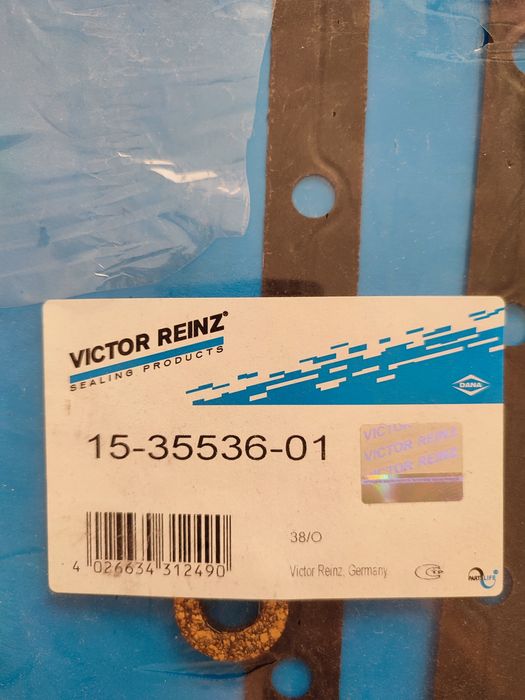 VICTOR REINZ®
SEALING PRODUCTS
DANA
15-35536-01
VICTOR REINZ
VICTOR REINZ
VICTOR REINZ
38/O
4 026634 312490
Victor Reinz, Germany
PARTSLIFE®